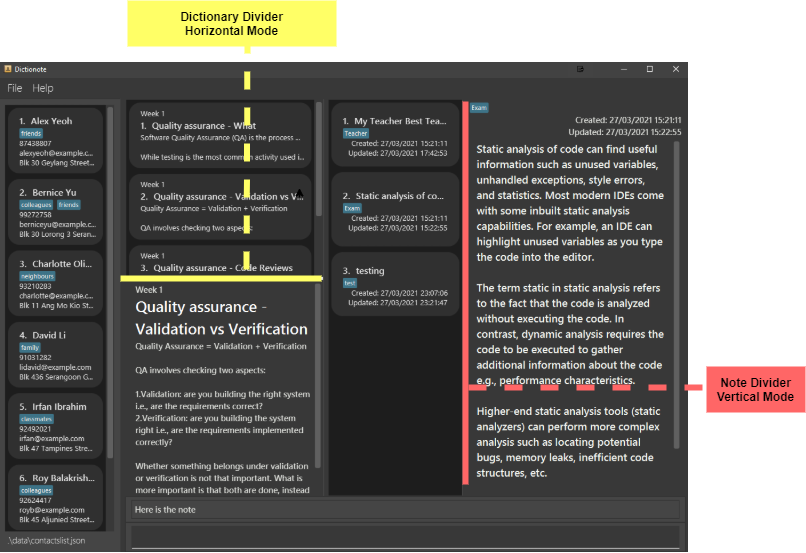 Dictionary Divider
Horizontal Mode
Dictionote
File Help
1. Alex Yeoh
friends
87438807
alexyeoh@example.c...
Blk 30 Geylang Street...
2. Bernice Yu
colleagues friends
99272758
berniceyu@example.c...
Blk 30 Lorong 3 Seran...
3. Charlotte Oli...
neighbours
93210283
charlotte@example.c...
Blk 11 Ang Mo Kio St...
4. David Li
family
91031282
lidavid@example.com
Blk 436 Serangoon G...
5. Irfan Ibrahim
classmates
92492021
irfan@example.com
Blk 47 Tampines Stre...
6. Roy Balakrish...
colleagues
92624417
royb@example.com
Blk 45 Aljunied Street...
.\data\contactslist.json
Week 1
1. Quality assurance - What
Software Quality Assurance (QA) is the process ...
While testing is the most common activity used i...
Week 1
2. Quality assurance - Validation vs V...
Quality Assurance = Validation + Verification
QA involves checking two aspects:
Week 1
3. Quality assurance - Code Reviews
Week 1
Quality assurance -
Validation vs Verification
Quality Assurance = Validation + Verification
QA involves checking two aspects:
1.Validation: are you building the right system
i.e., are the requirements correct?
2.Verification: are you building the system
right i.e., are the requirements implemented
correctly?
Whether something belongs under validation
or verification is not that important. What is
more important is that both are done, instead
1. My Teacher Best Tea...
Teacher
Created: 27/03/2021 15:21:11
Updated: 27/03/2021 17:42:53
2. Static analysis of co...
Exam
Created: 27/03/2021 15:21:11
Updated: 27/03/2021 15:22:55
3. testing
test
Created: 27/03/2021 23:07:06
Updated: 27/03/2021 23:21:47
Exam
Created: 27/03/2021 15:21:11
Updated: 27/03/2021 15:22:55
Static analysis of code can find useful
information such as unused variables,
unhandled exceptions, style errors,
and statistics. Most modern IDEs come
with some inbuilt static analysis
capabilities. For example, an IDE can
highlight unused variables as you type
the code into the editor.
The term static in static analysis refers
to the fact that the code is analyzed
without executing the code. In
contrast, dynamic analysis requires the
code to be executed to gather
additional information about the code
e.g., performance characteristics.
Higher-end static analysis tools (static
analyzers) can perform more complex
analysis such as locating potential
bugs, memory leaks, inefficient code
structures, etc.
Note Divider
Vertical Mode
Here is the note